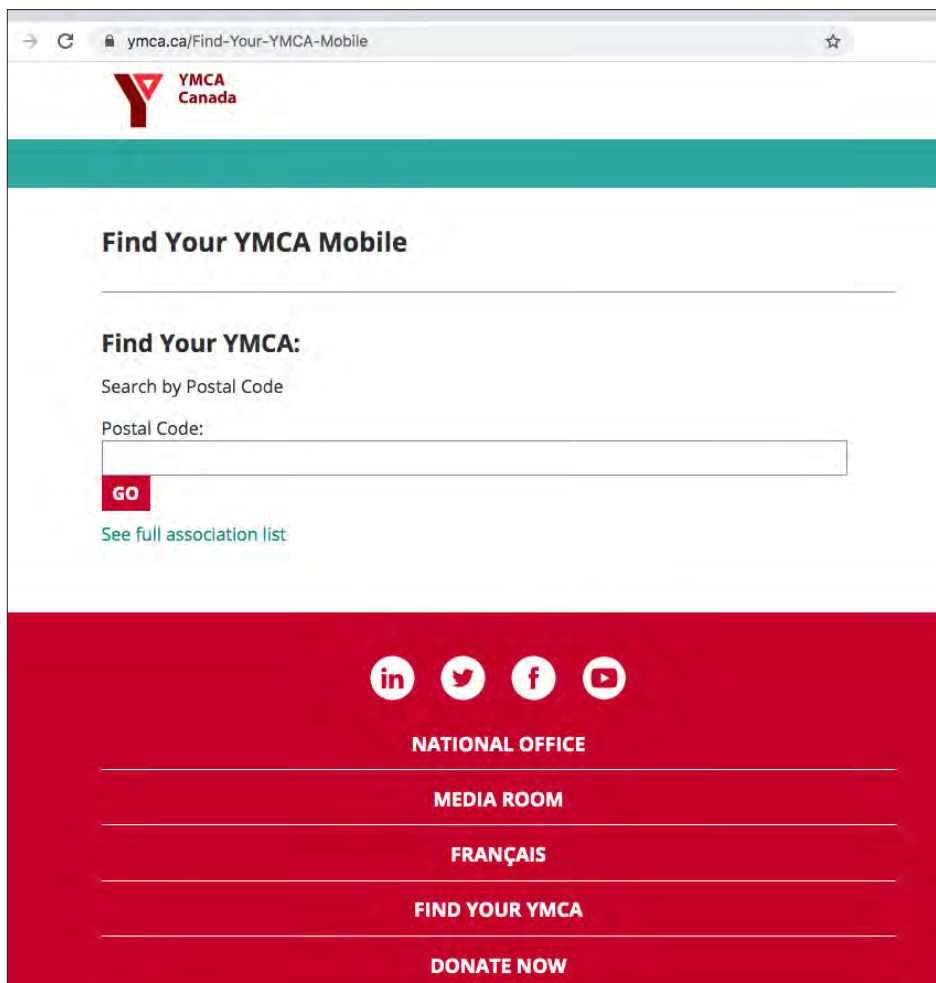 ymca.ca/Find-Your-YMCA-Mobile
YMCA
Canada
Find Your YMCA Mobile
Find Your YMCA:
Search by Postal Code
Postal Code:
GO
See full association list
in f
NATIONAL OFFICE
MEDIA ROOM
FRANÇAIS
FIND YOUR YMCA
DONATE NOW